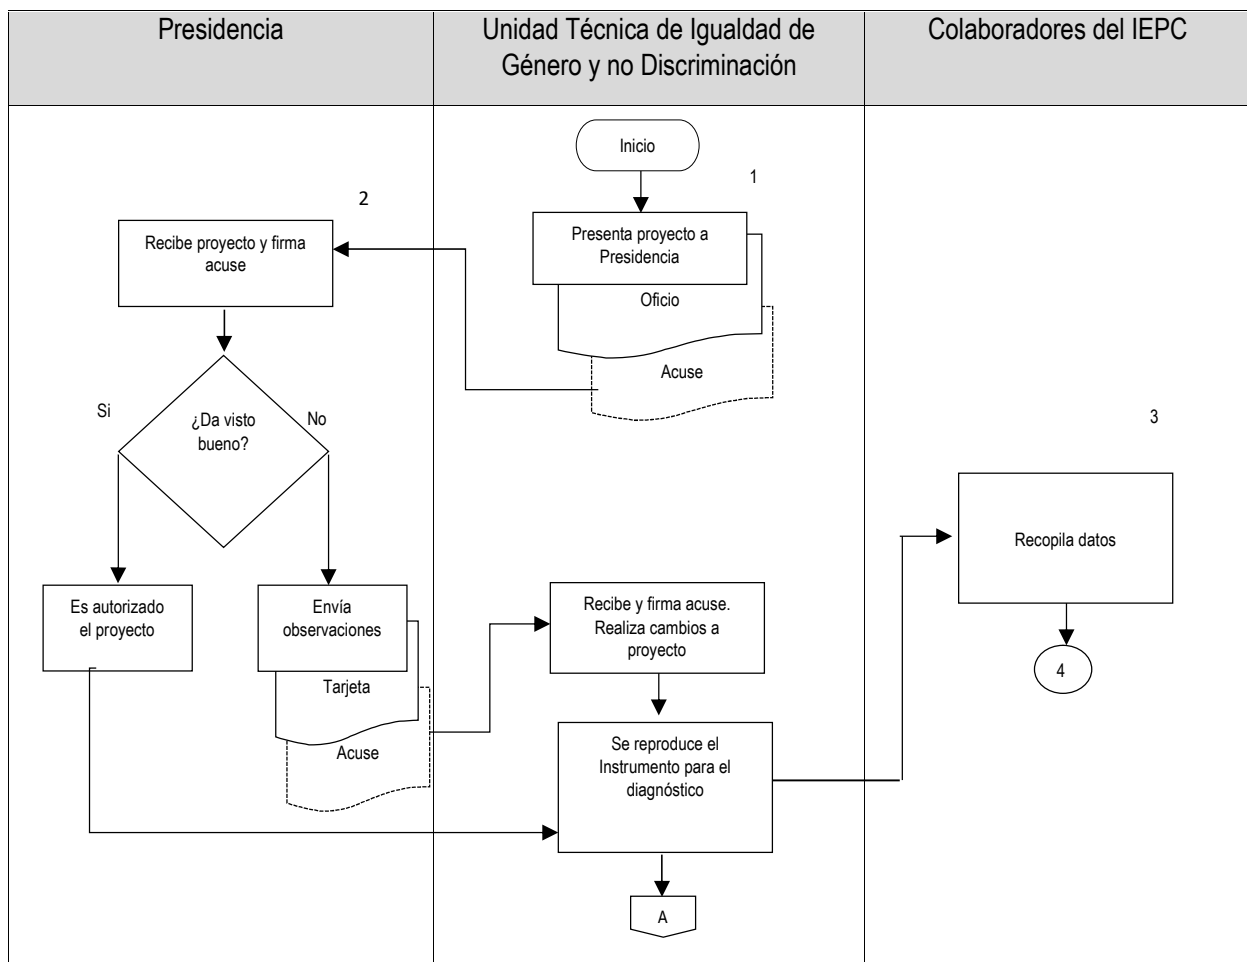 Presidencia
Unidad Técnica de Igualdad de
Género y no Discriminación
Colaboradores del IEPC
Inicio
1
Presenta proyecto a
Presidencia
Oficio
Acuse
2
Recibe proyecto y firma
acuse
¿Da visto
bueno?
Si
No
Es autorizado
el proyecto
Envía
observaciones
Tarjeta
Acuse
Recibe y firma acuse.
Realiza cambios a
proyecto
Se reproduce el
Instrumento para el
diagnóstico
A
3
Recopila datos
4